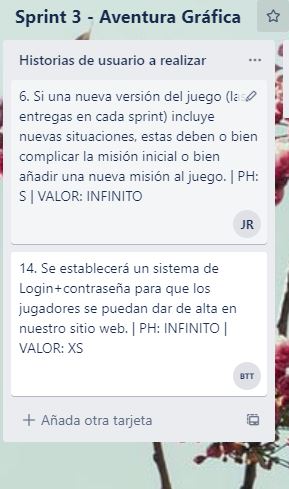 Sprint 3 - Aventura Gráfica
Historias de usuario a realizar
6. Si una nueva versión del juego (las
entregas en cada sprint) incluye
nuevas situaciones, estas deben o bien
complicar la misión inicial o bien
añadir una nueva misión al juego. | PH:
S | VALOR: INFINITO
JR
14. Se establecerá un sistema de
Login+contraseña para que los
jugadores se puedan dar de alta en
nuestro sitio web. | PH: INFINITO |
VALOR: XS
BTT
+ Añada otra tarjeta